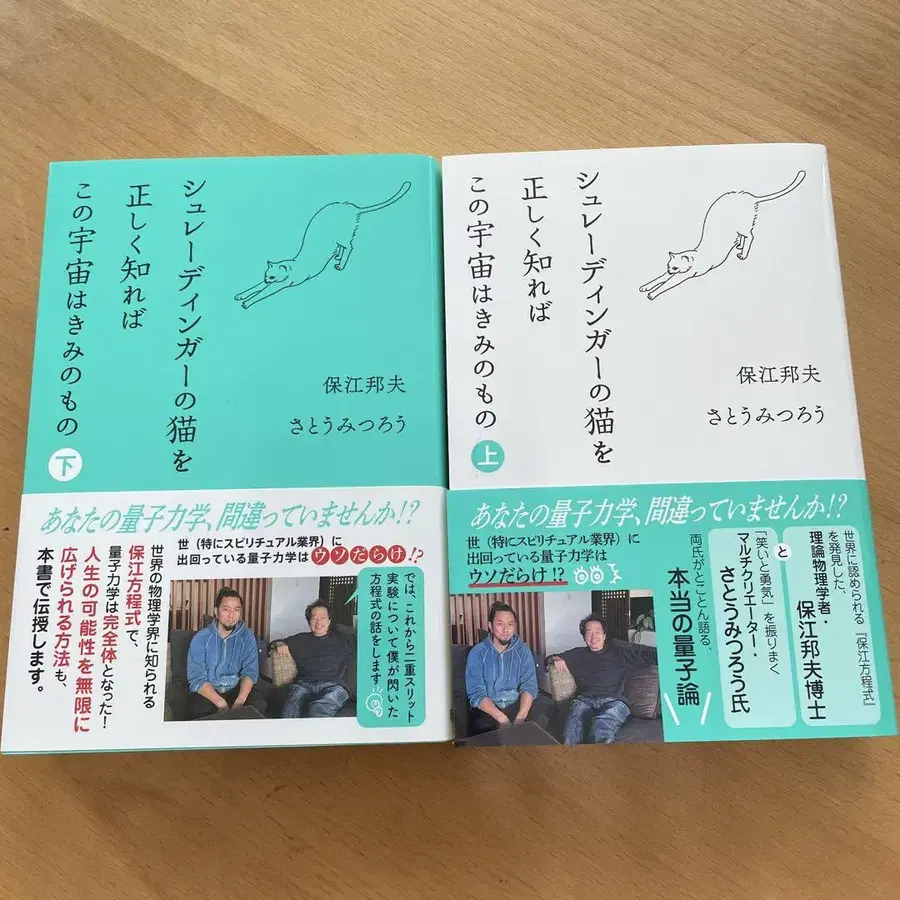 シュレーディンガーの猫を
正しく知れば
この宇宙はきみのもの
下
保江邦夫
さとうみつろう
あなたの量子力学、間違っていませんか!?
世(特にスピリチュアル業界)に
出回っている量子力学はウソだらけ!?
では、これから二重スリット
実験について僕が閃いた
方程式の話をします
世界の物理学界に知られる
保江方程式で、
量子力学は完全体となった!
人生の可能性を無限に
広げられる方法も、
本書で伝授します。
シュレーディンガーの猫を
正しく知れば
この宇宙はきみのもの
上
保江邦夫
さとうみつろう
あなたの量子力学、間違っていませんか!?
世(特にスピリチュアル業界)に
出回っている量子力学は
ウソだらけ!?
世界に認められる『保江方程式』
を発見した、
理論物理学者・保江邦夫博士
と
「笑いと勇気」を振りまく
マルチクリエーター・
さとうみつろう氏
両氏がとことん語る、
本当の量子論